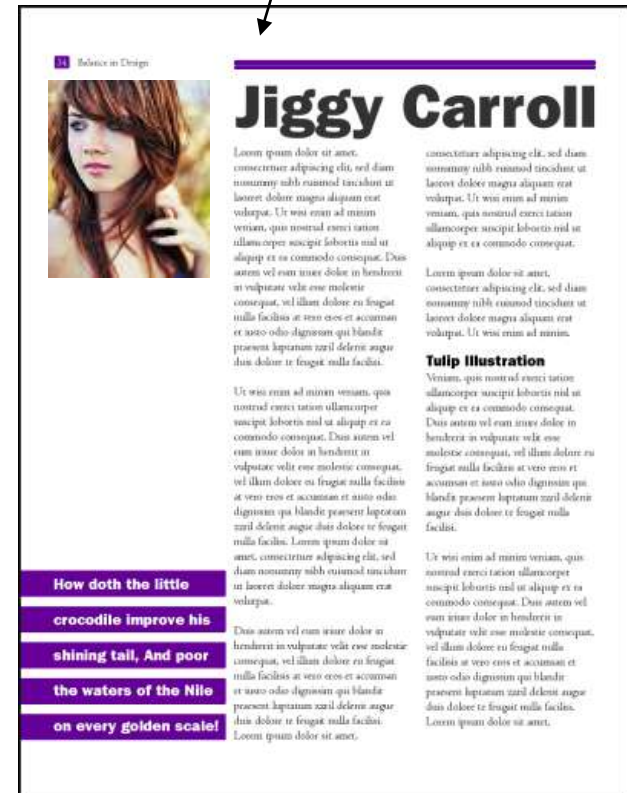 34 Balance in Design
Jiggy Carroll
Lorem ipsum dolor sit amet,
consectetuer adipiscing elit, sed diam
nonummy nibh euismod tincidunt ut
laoreet dolore magna aliquam erat
volutpat. Ut wisi enim ad minim
veniam, quis nostrud exerci tation
ullamcorper suscipit lobortis nisl ut
aliquip ex ea commodo consequat. Duis
autem vel eum iriure dolor in hendrerit
in vulputate velit esse molestie
consequat, vel illum dolore eu feugiat
nulla facilisis at vero eros et accumsan
et iusto odio dignissim qui blandit
praesent luptatum zzril delenit augue
duis dolore te feugait nulla facilisi.
Ut wisi enim ad minim veniam, quis
nostrud exerci tation ullamcorper
suscipit lobortis nisl ut aliquip ex ea
commodo consequat. Duis autem vel
eum iriure dolor in hendrerit in
vulputate velit esse molestie consequat,
vel illum dolore eu feugiat nulla facilisis
at vero eros et accumsan et iusto odio
dignissim qui blandit praesent luptatum
zzril delenit augue duis dolore te feugait
nulla facilisi. Lorem ipsum dolor sit
amet, consectetuer adipiscing elit, sed
diam nonummy nibh euismod tincidunt
ut laoreet dolore magna aliquam erat
volutpat.
Duis autem vel eum iriure dolor in
hendrerit in vulputate velit esse molestie
consequat, vel illum dolore eu feugiat
nulla facilisis at vero eros et accumsan
et iusto odio dignissim qui blandit
praesent luptatum zzril delenit augue
duis dolore te feugait nulla facilisi.
Lorem ipsum dolor sit amet,
consectetuer adipiscing elit, sed diam
nonummy nibh euismod tincidunt ut
laoreet dolore magna aliquam erat
volutpat. Ut wisi enim ad minim
veniam, quis nostrud exerci tation
ullamcorper suscipit lobortis nisl ut
aliquip ex ea commodo consequat.
Lorem ipsum dolor sit amet,
consectetuer adipiscing elit, sed diam
nonummy nibh euismod tincidunt ut
laoreet dolore magna aliquam erat
volutpat. Ut wisi enim ad minim.
Tulip Illustration
Veniam, quis nostrud exerci tation
ullamcorper suscipit lobortis nisl ut
aliquip ex ea commodo consequat.
Duis autem vel eum iriure dolor in
hendrerit in vulputate velit esse
molestie consequat, vel illum dolore eu
feugiat nulla facilisis at vero eros et
accumsan et iusto odio dignissim qui
blandit praesent luptatum zzril delenit
augue duis dolore te feugait nulla
facilisi.
Ut wisi enim ad minim veniam, quis
nostrud exerci tation ullamcorper
suscipit lobortis nisl ut aliquip ex ea
commodo consequat. Duis autem vel
eum iriure dolor in hendrerit in
vulputate velit esse molestie consequat,
vel illum dolore eu feugiat nulla
facilisis at vero eros et accumsan et
iusto odio dignissim qui blandit
praesent luptatum zzril delenit augue
duis dolore te feugait nulla facilisi.
Lorem ipsum dolor sit amet,
How doth the little
crocodile improve his
shining tail, And poor
the waters of the Nile
on every golden scale!